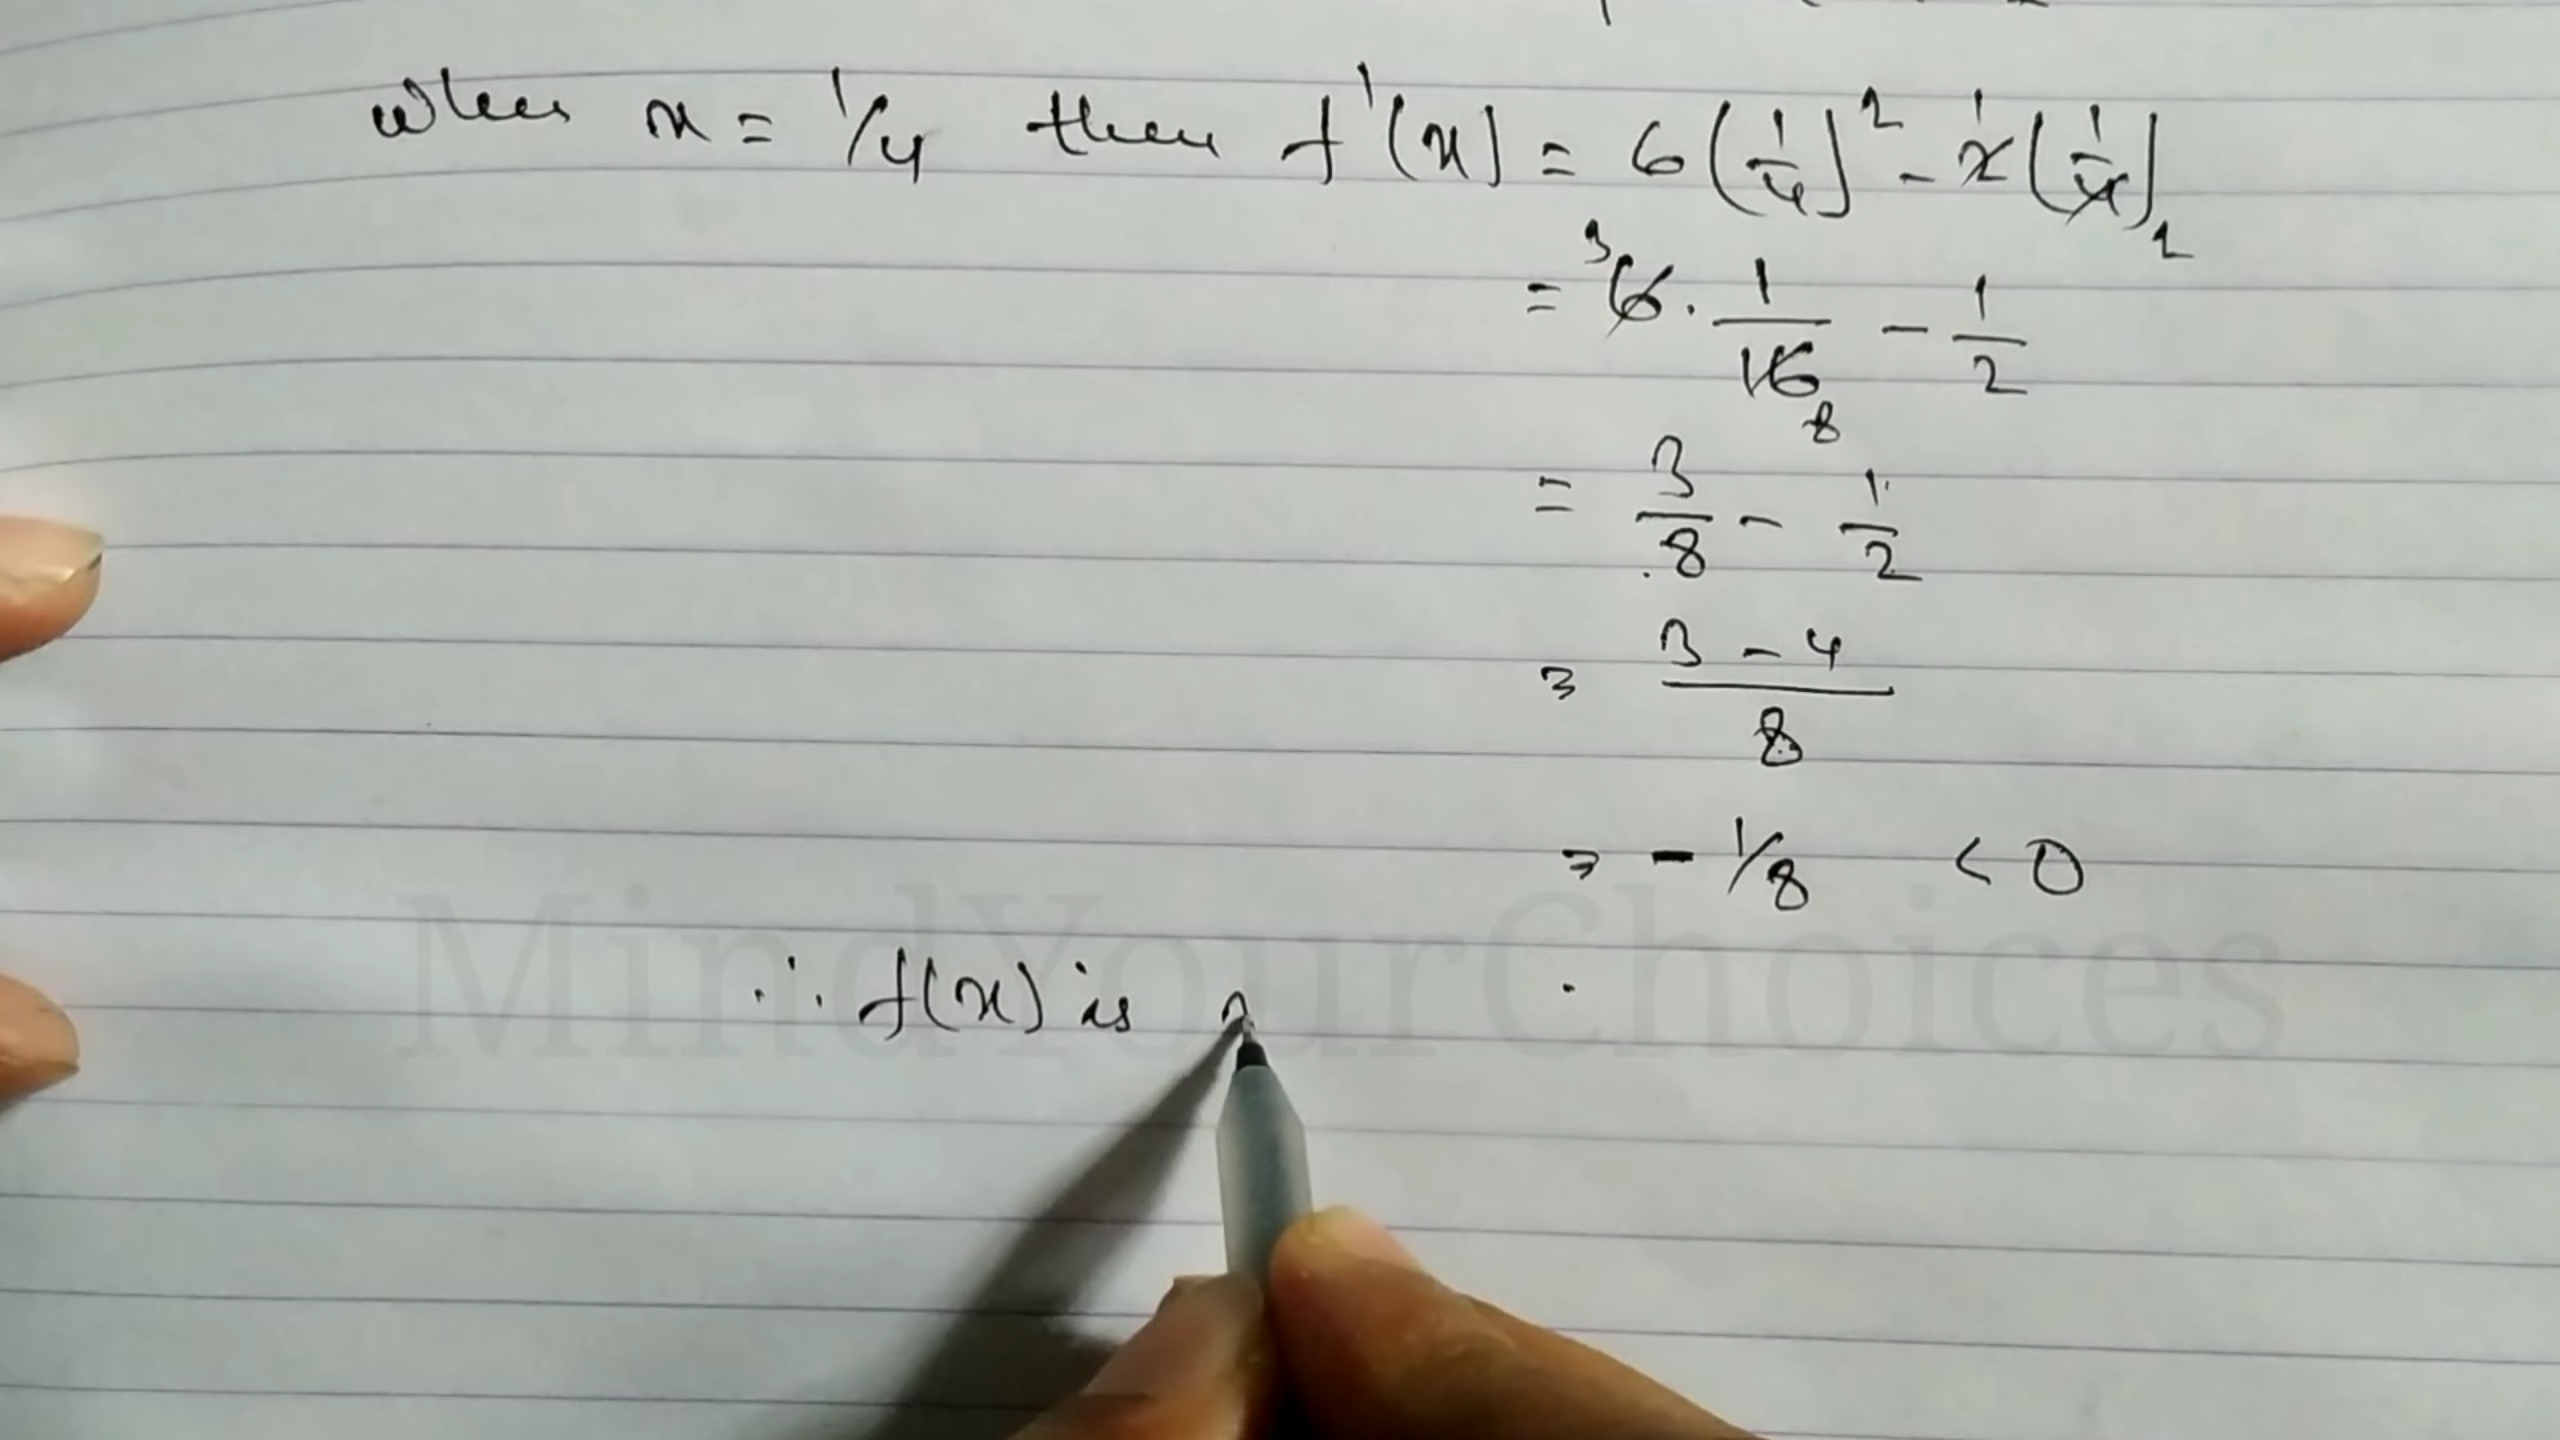 when x = 1/4 then f'(x) = 6(1/4)² - 2(1/4)
= 6 · 1/16 - 1/2
= 3/8 - 1/2
= 3 - 4 / 8
= - 1/8 < 0
∴ f(x) is
MindYourChoices